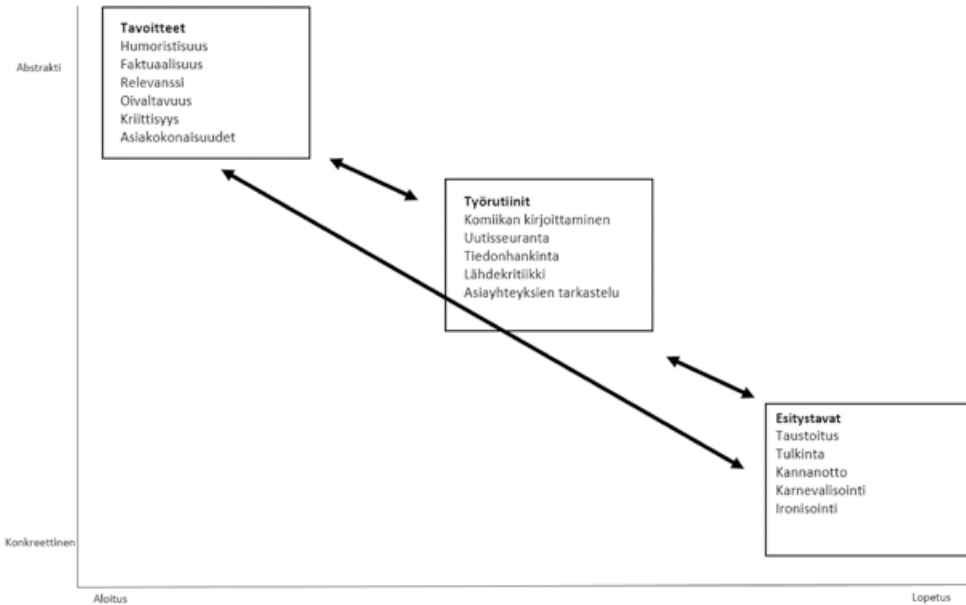 Abstrakti
Tavoitteet
Humoristisuus
Faktuaalisuus
Relevanssi
Oivaltavuus
Kriittisyys
Asiakokonaisuudet
Työrutiinit
Komiikan kirjoittaminen
Uutisseuranta
Tiedonhankinta
Lähdekritiikki
Asiayhteyksien tarkastelu
Esitystavat
Taustoitus
Tulkinta
Kannanotto
Karnevalisointi
Ironisointi
Konkreettinen
Aloitus
Lopetus